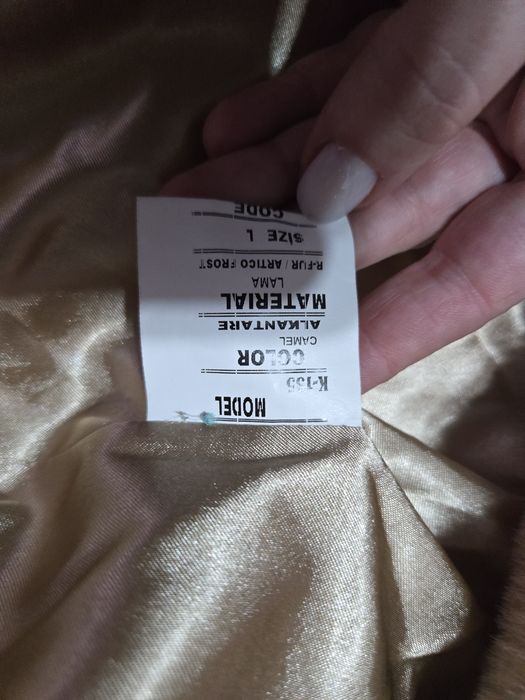 MODEL
K-135
COLOR
CAMEL
ALKANTARE
MATERIAL
LAMA
R-FUR / ARTICO FROST
SIZE L
CODE